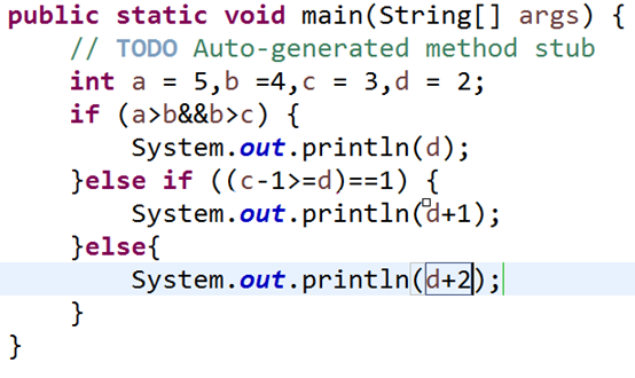 public static void main(String[] args) {
    // TODO Auto-generated method stub
    int a = 5,b =4,c = 3,d = 2;
    if (a>b&&b>c) {
        System.out.println(d);
    }else if ((c-1>=d)==1) {
        System.out.println(d+1);
    }else{
        System.out.println(d+2);
    }
}